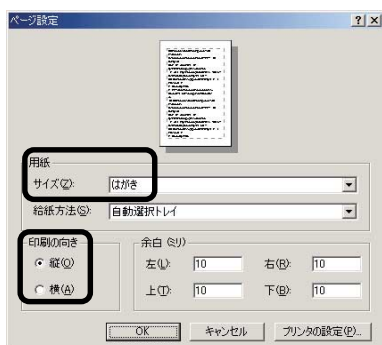 ページ設定
用紙
サイズ(Z): はがき
給紙方法(S): 自動選択トレイ
印刷の向き
縦(O)
横(A)
余白(ミリ)
左(L): 10 右(R): 10
上(T): 10 下(B): 10
OK キャンセル プリンタの設定(P)...